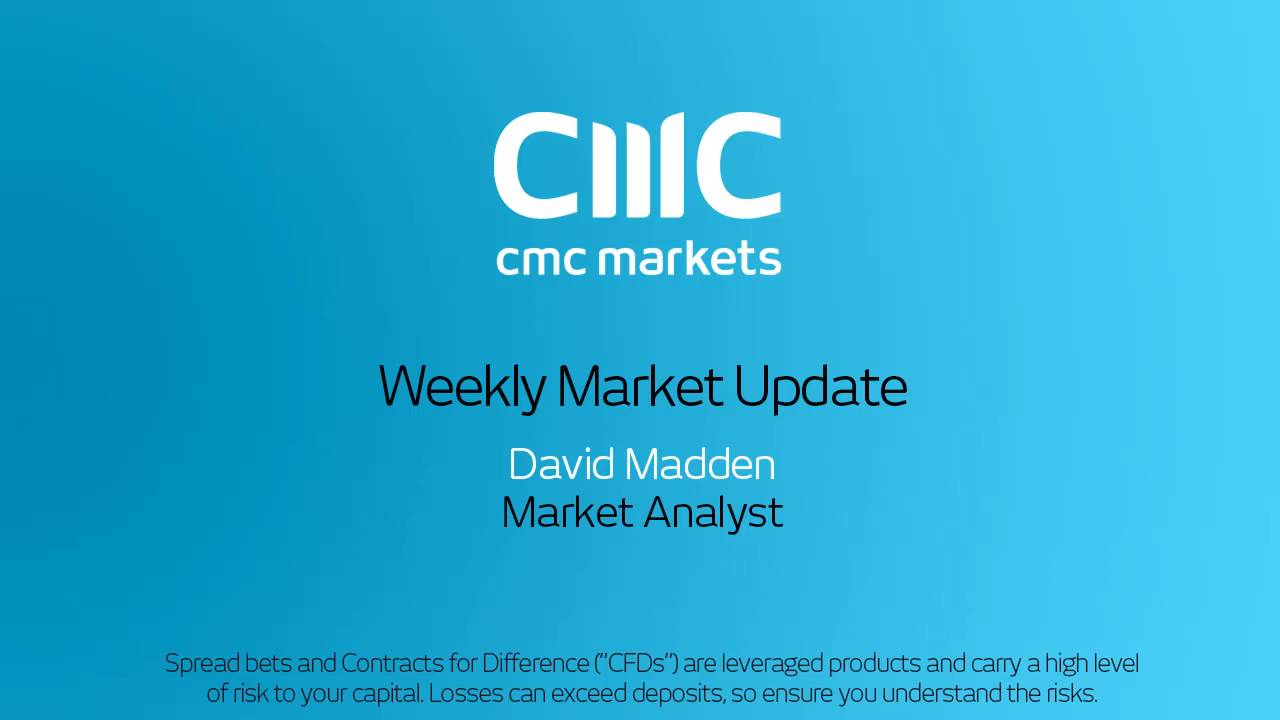 CMC
cmc markets
Weekly Market Update
David Madden
Market Analyst
Spread bets and Contracts for Difference (“CFDs”) are leveraged products and carry a high level
of risk to your capital. Losses can exceed deposits, so ensure you understand the risks.